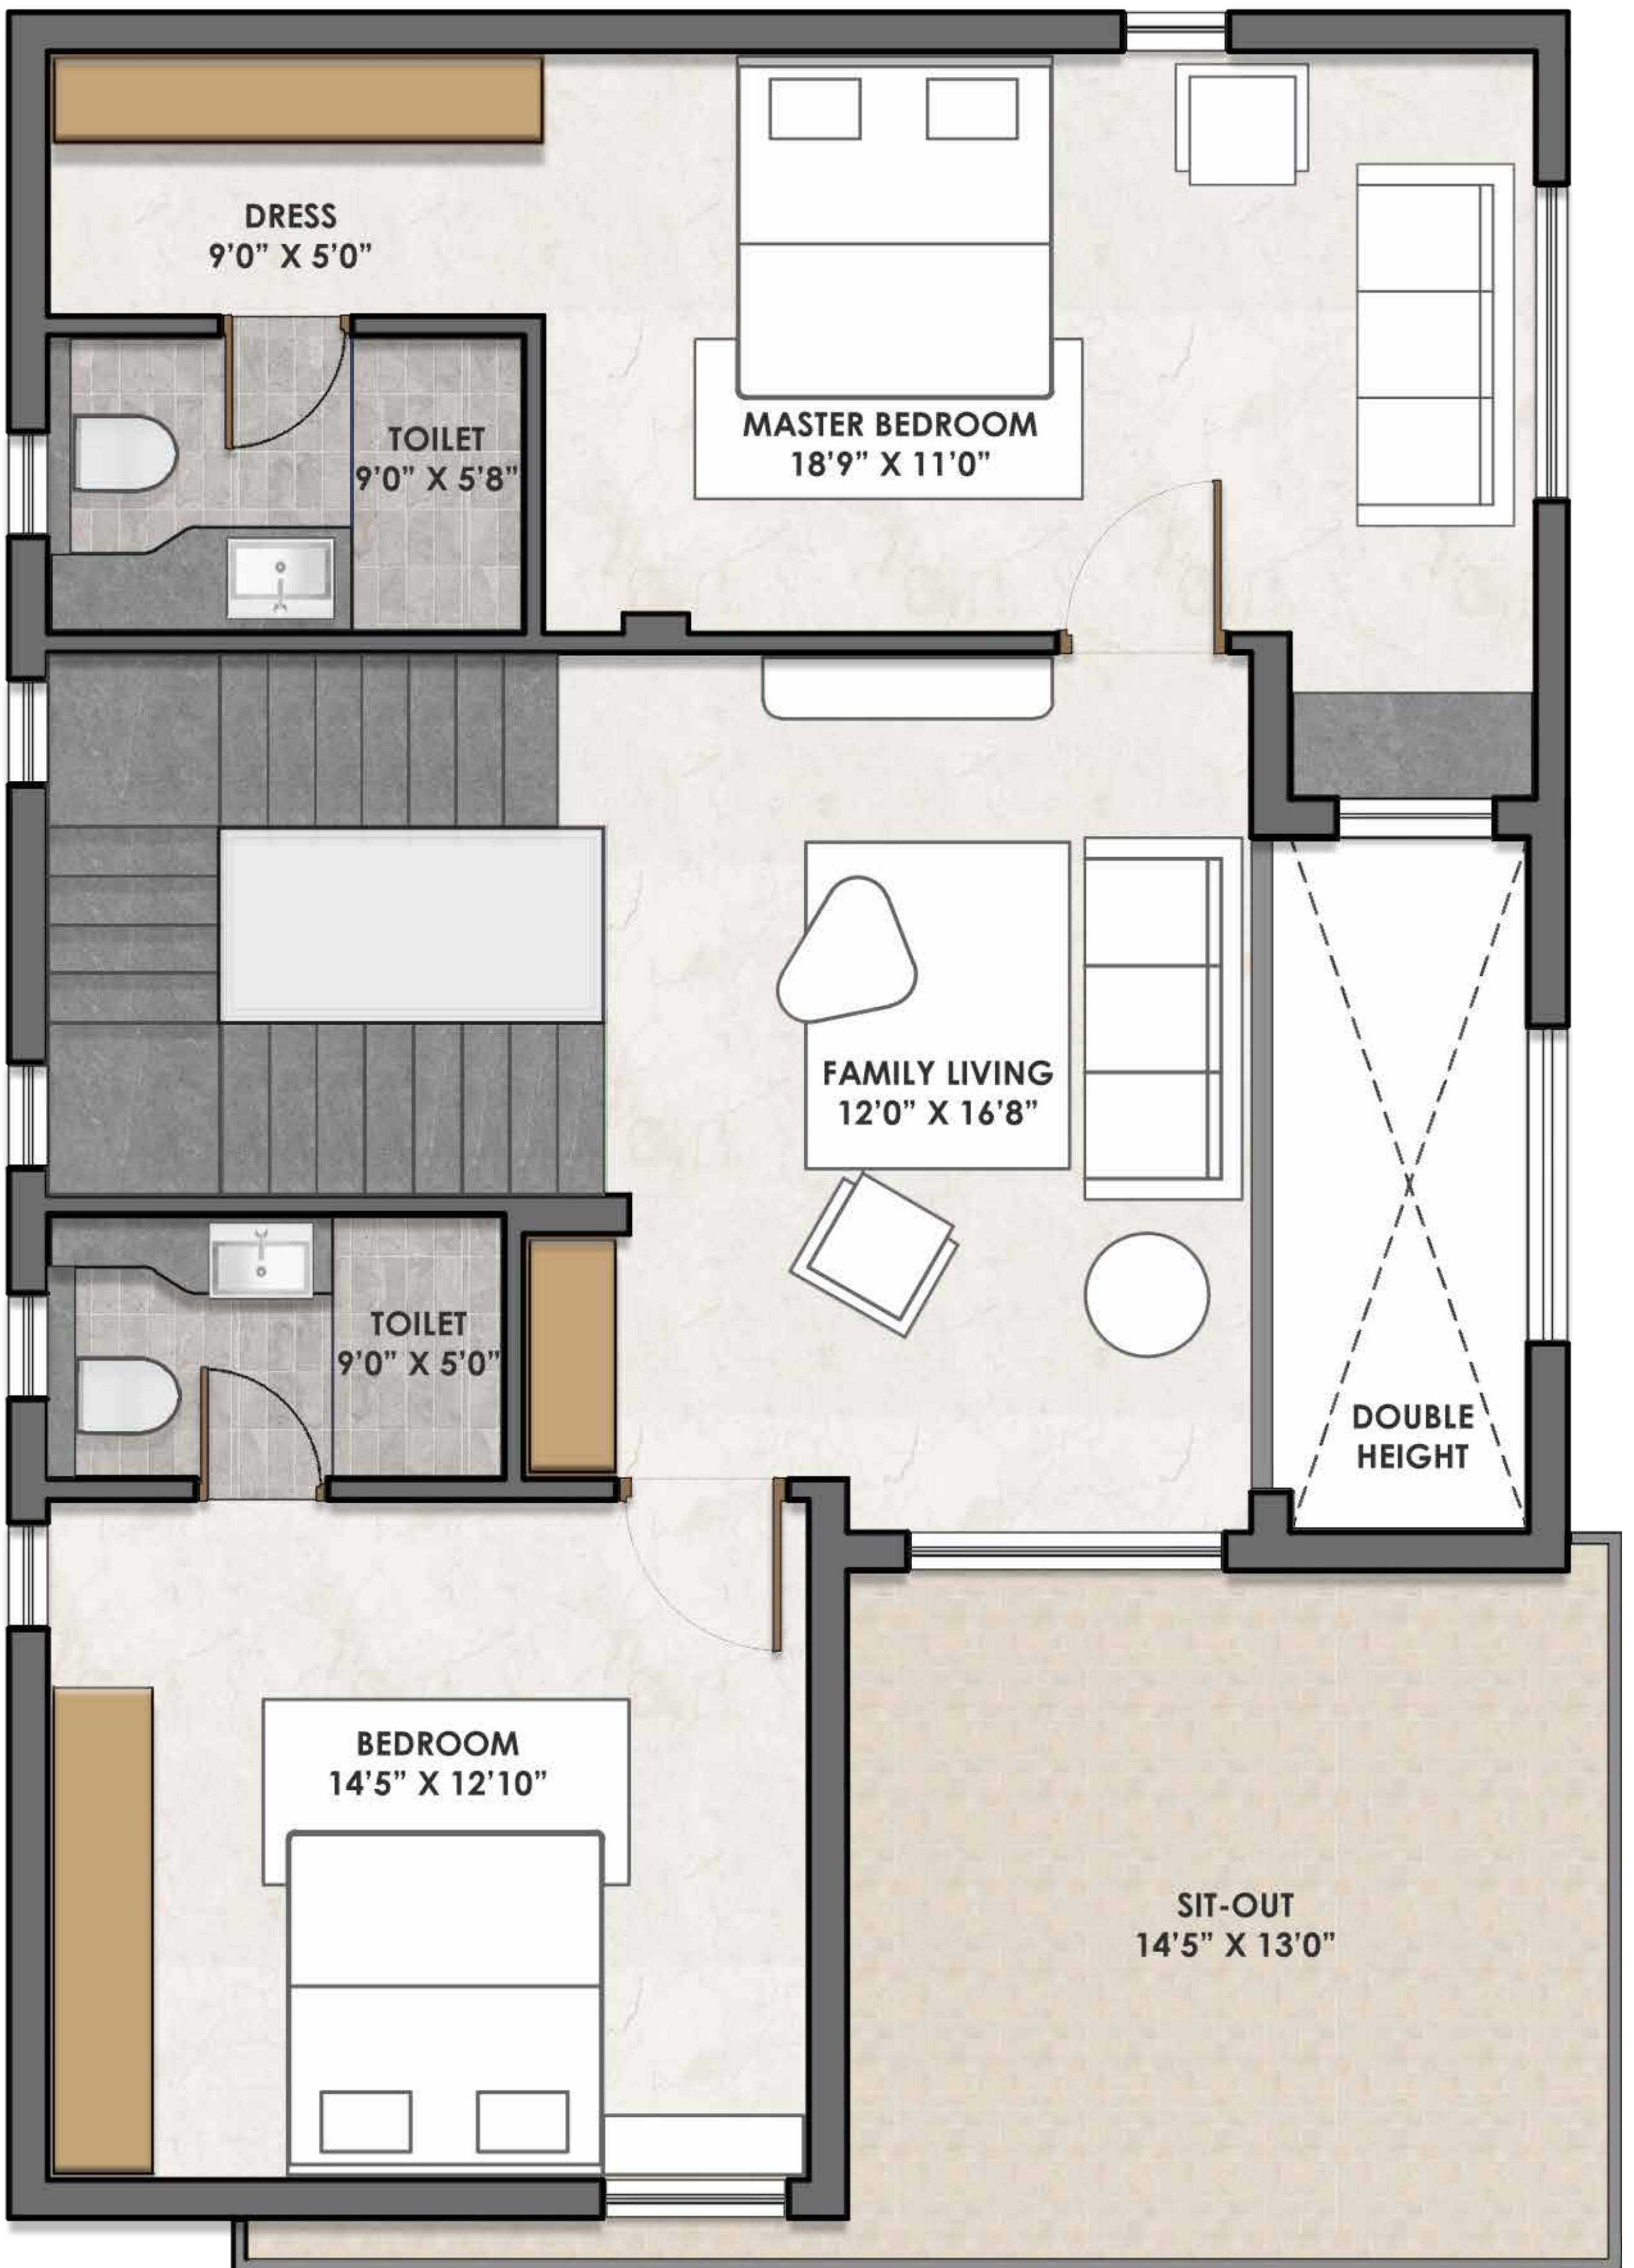 DRESS
9’0” X 5’0”
TOILET
9’0” X 5’8”
MASTER BEDROOM
18’9” X 11’0”
FAMILY LIVING
12’0” X 16’8”
TOILET
9’0” X 5’0”
DOUBLE
HEIGHT
BEDROOM
14’5” X 12’10”
SIT-OUT
14’5” X 13’0”